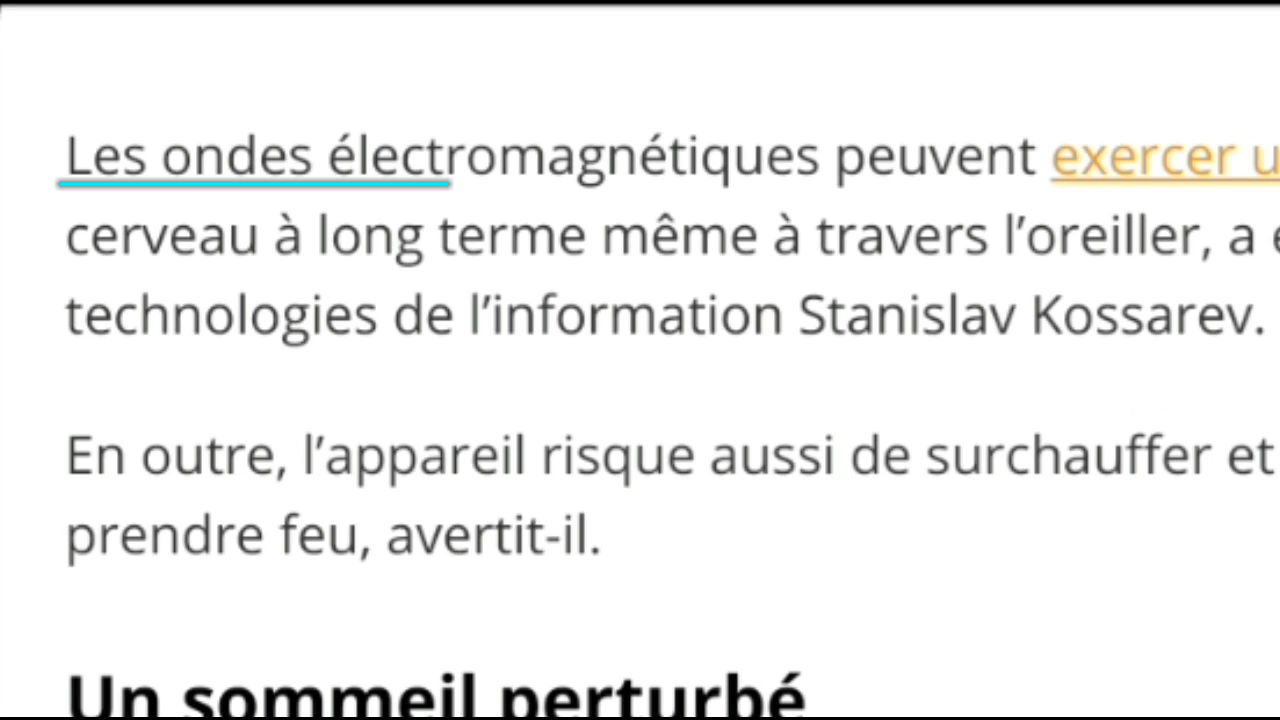 Les ondes électromagnétiques peuvent exercer
cerveau à long terme même à travers l’oreiller, a
technologies de l’information Stanislav Kossarev.
En outre, l’appareil risque aussi de surchauffer et
prendre feu, avertit-il.
Un sommeil perturbé